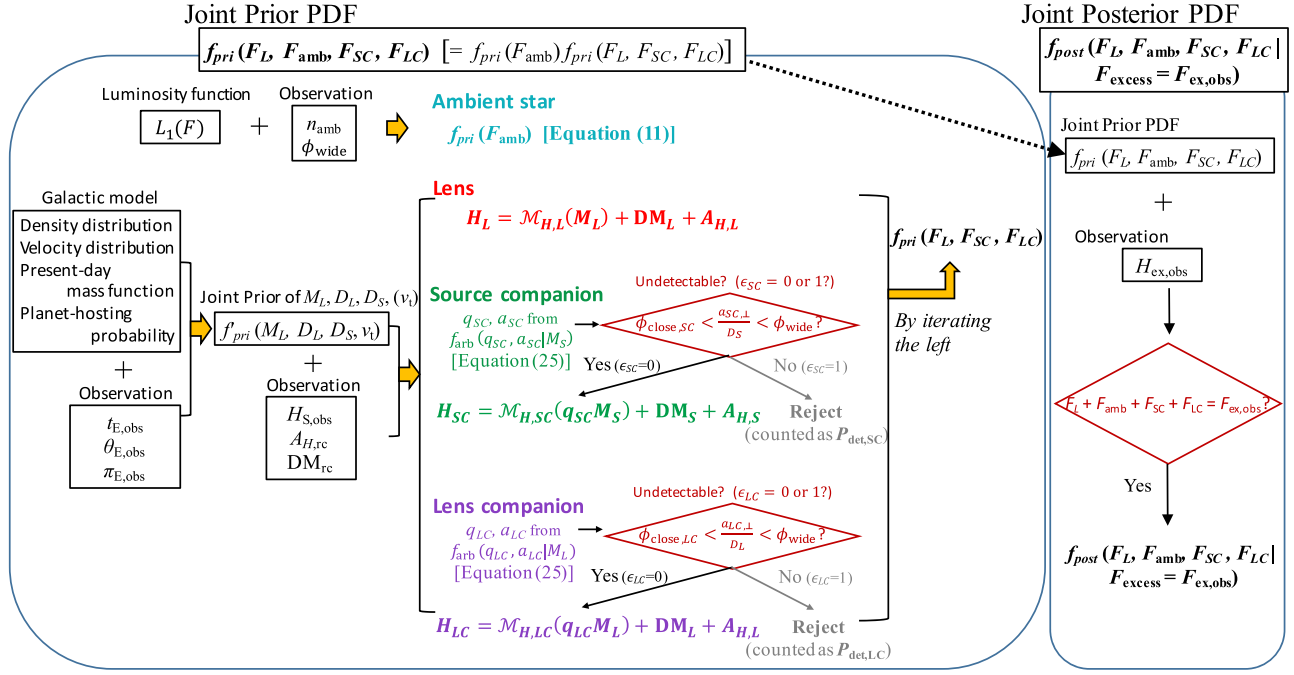 Joint Prior PDF
f_pri (F_L, F_amb, F_SC, F_LC) [= f_pri (F_amb) f_pri (F_L, F_SC, F_LC)]
Luminosity function
L_1(F)
+
Observation
n_amb
ϕ_wide
Ambient star
f_pri (F_amb) [Equation (11)]
Galactic model
Density distribution
Velocity distribution
Present-day
mass function
Planet-hosting
probability
+
Observation
t_E,obs
θ_E,obs
π_E,obs
Joint Prior of M_L, D_L, D_S, (v_t)
f'_pri (M_L, D_L, D_S, v_t)
+
Observation
H_S,obs
A_H,rc
DM_rc
Lens
H_L = ℳ_H,L(M_L) + DM_L + A_H,L
Source companion
q_SC, a_SC from
f_arb (q_SC, a_SC|M_S)
[Equation (25)]
Undetectable? (ϵ_SC = 0 or 1?)
ϕ_close,SC < a_SC,⊥/D_S < ϕ_wide ?
Yes (ϵ_SC=0)
No (ϵ_SC=1)
H_SC = ℳ_H,SC(q_SC M_S) + DM_S + A_H,S
Reject
(counted as P_det,SC)
Lens companion
q_LC, a_LC from
f_arb (q_LC, a_LC|M_L)
[Equation (25)]
Undetectable? (ϵ_LC = 0 or 1?)
ϕ_close,LC < a_LC,⊥/D_L < ϕ_wide ?
Yes (ϵ_LC=0)
No (ϵ_LC=1)
H_LC = ℳ_H,LC(q_LC M_L) + DM_L + A_H,L
Reject
(counted as P_det,LC)
f_pri (F_L, F_SC, F_LC)
By iterating
the left
Joint Posterior PDF
f_post (F_L, F_amb, F_SC, F_LC |
F_excess = F_ex,obs)
Joint Prior PDF
f_pri (F_L, F_amb, F_SC, F_LC)
+
Observation
H_ex,obs
F_L + F_amb + F_SC + F_LC = F_ex,obs?
Yes
f_post (F_L, F_amb, F_SC, F_LC |
F_excess = F_ex,obs)